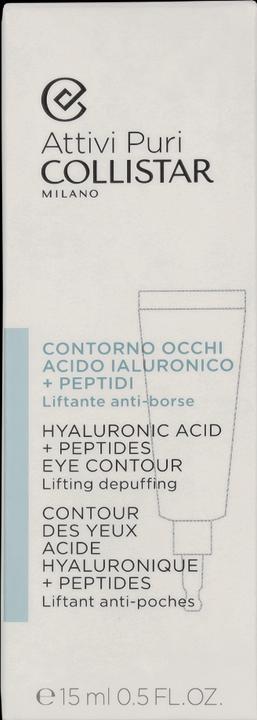 Attivi Puri
COLLISTAR
MILANO
CONTORNO OCCHI
ACIDO IALURONICO
+ PEPTIDI
Liftante anti-borse
HYALURONIC ACID
+ PEPTIDES
EYE CONTOUR
Lifting depuffing
CONTOUR
DES YEUX
ACIDE
HYALURONIQUE
+ PEPTIDES
Liftant anti-poches
℮ 15 ml 0.5 FL.OZ.